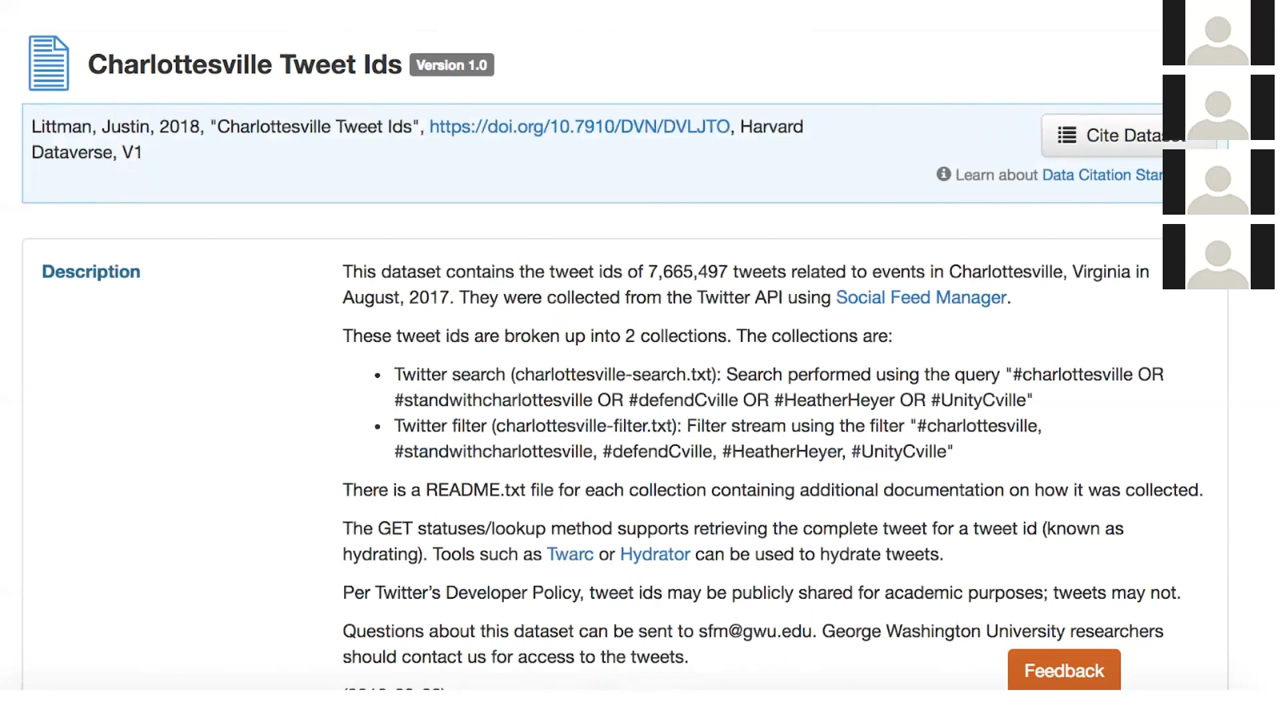 Charlottesville Tweet Ids Version 1.0
Littman, Justin, 2018, "Charlottesville Tweet Ids", https://doi.org/10.7910/DVN/DVLJTO, Harvard
Dataverse, V1
Cite Datas
Learn about Data Citation Star
Description
This dataset contains the tweet ids of 7,665,497 tweets related to events in Charlottesville, Virginia in
August, 2017. They were collected from the Twitter API using Social Feed Manager.
These tweet ids are broken up into 2 collections. The collections are:
• Twitter search (charlottesville-search.txt): Search performed using the query "#charlottesville OR
#standwithcharlottesville OR #defendCville OR #HeatherHeyer OR #UnityCville"
• Twitter filter (charlottesville-filter.txt): Filter stream using the filter "#charlottesville,
#standwithcharlottesville, #defendCville, #HeatherHeyer, #UnityCville"
There is a README.txt file for each collection containing additional documentation on how it was collected.
The GET statuses/lookup method supports retrieving the complete tweet for a tweet id (known as
hydrating). Tools such as Twarc or Hydrator can be used to hydrate tweets.
Per Twitter's Developer Policy, tweet ids may be publicly shared for academic purposes; tweets may not.
Questions about this dataset can be sent to sfm@gwu.edu. George Washington University researchers
should contact us for access to the tweets.
Feedback